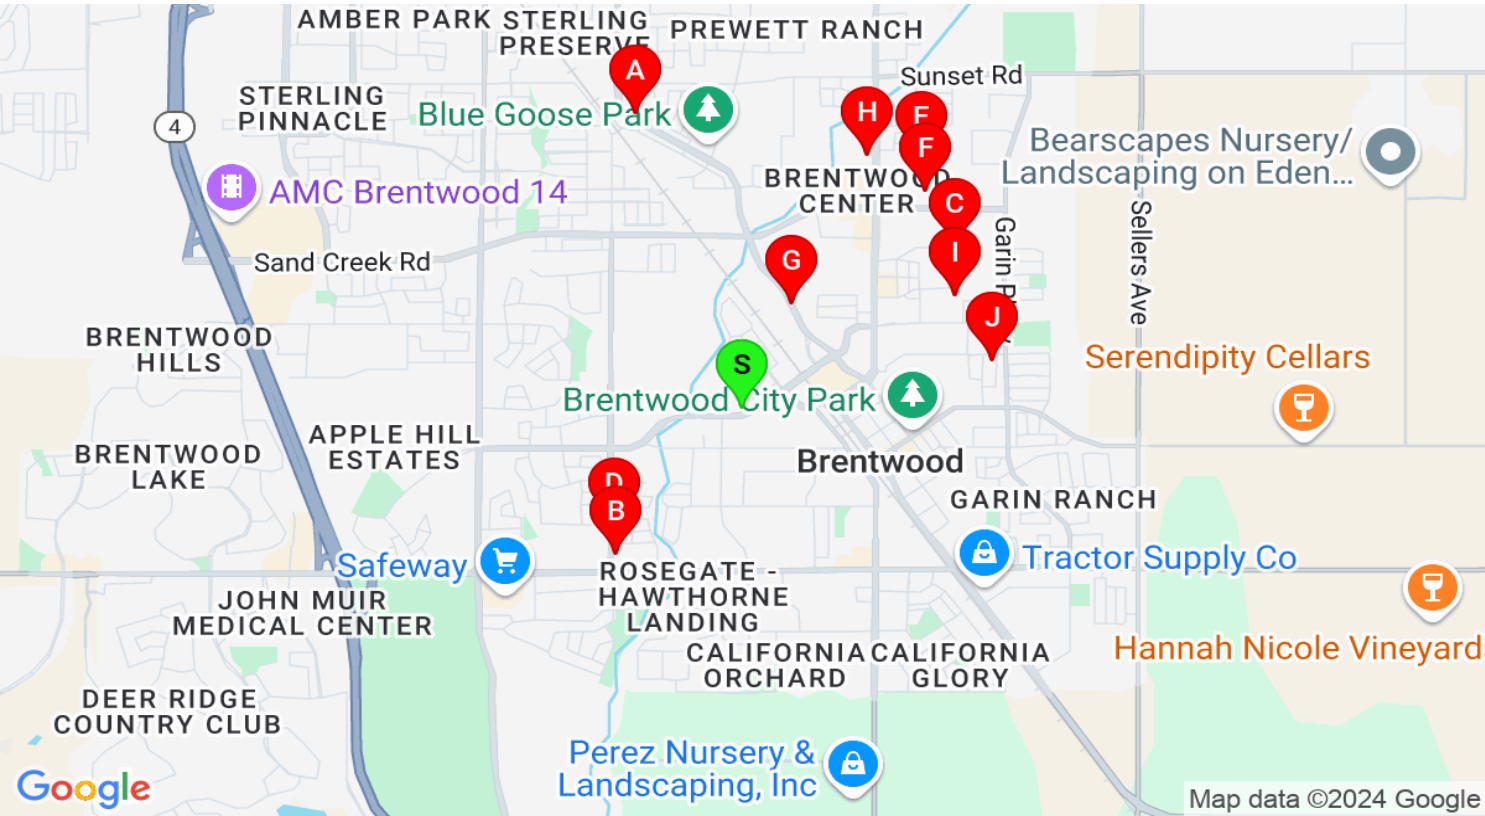 AMBER PARK
STERLING
PRESERVE
PREWETT RANCH
A
Sunset Rd
STERLING
PINNACLE
4
Blue Goose Park
H
E
F
Bearscapes Nursery/
Landscaping on Eden...
AMC Brentwood 14
BRENTWOOD
CENTER
C
Sellers Ave
Sand Creek Rd
G
I
J
BRENTWOOD
HILLS
S
Serendipity Cellars
Brentwood City Park
APPLE HILL
ESTATES
BRENTWOOD
LAKE
Brentwood
D
B
GARIN RANCH
Safeway
Tractor Supply Co
ROSEGATE -
HAWTHORNE
LANDING
JOHN MUIR
MEDICAL CENTER
Hannah Nicole Vineyard
CALIFORNIA
ORCHARD
CALIFORNIA
GLORY
DEER RIDGE
COUNTRY CLUB
Perez Nursery &
Landscaping, Inc
Google
Map data ©2024 Google
Garin